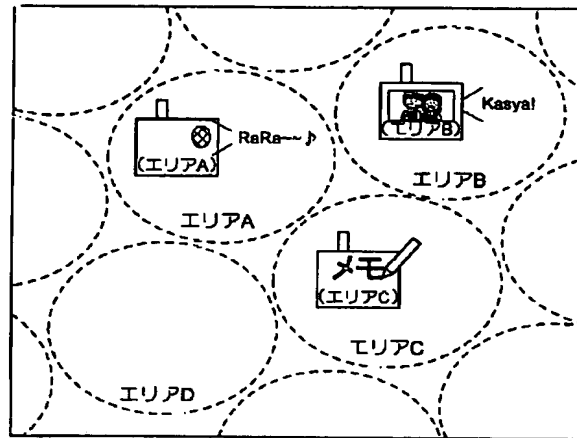 RaRa~~♪
(エリアA)
エリアA
Kasya!
(エリアB)
エリアB
メモ
(エリアC)
エリアC
エリアD